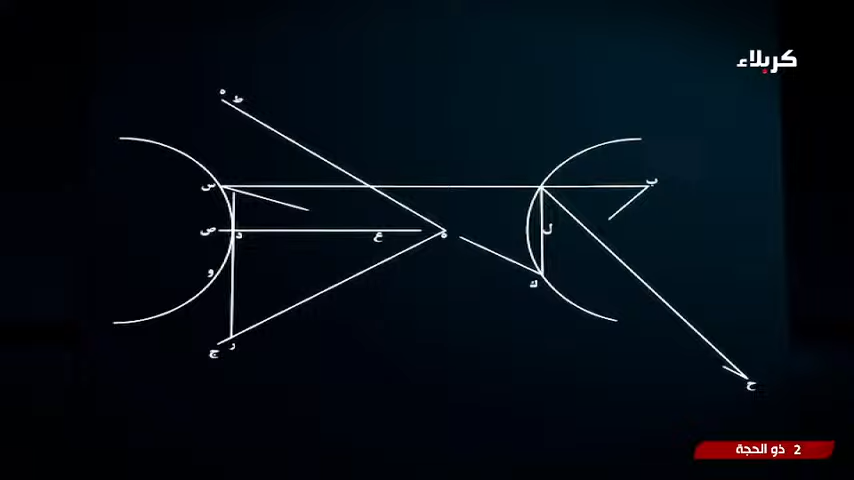 كربلاء
ه ط
س
ب
ص
د
ع
ه
ل
و
ك
ج
د
ح
2 ذو الحجة